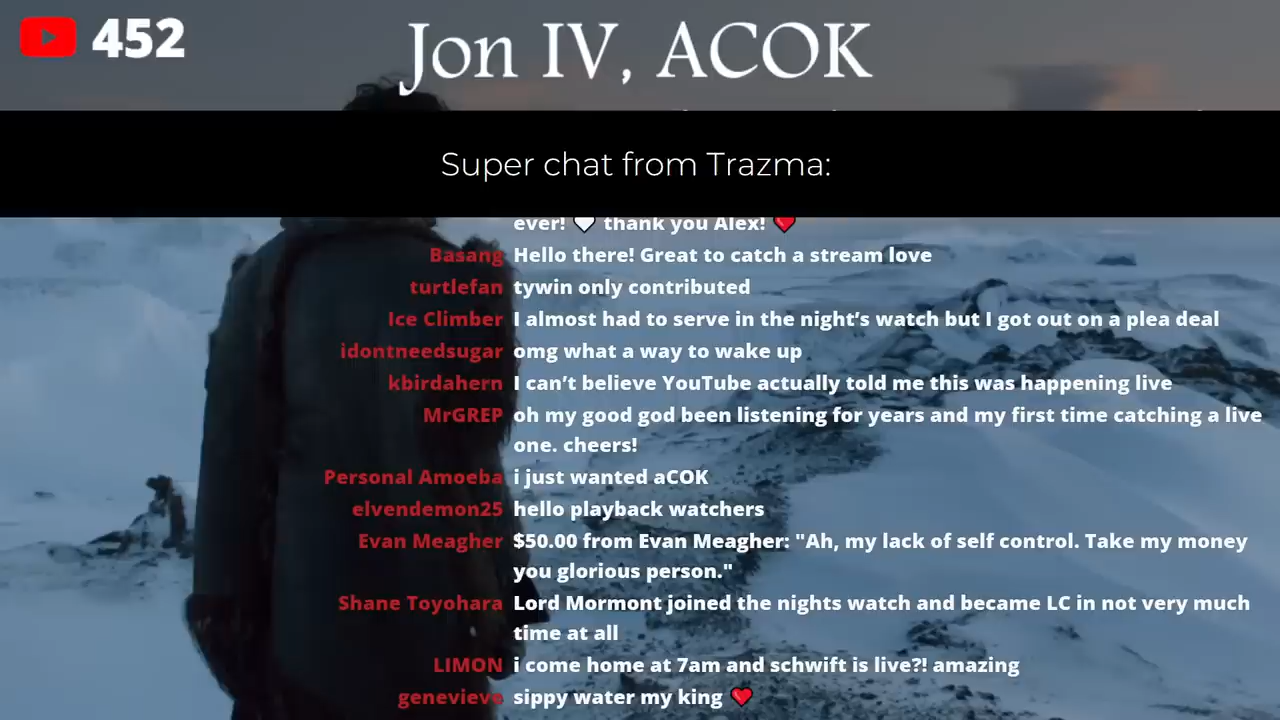 452
Jon IV, ACOK
Super chat from Trazma:
ever! 🤍 thank you Alex! ❤️
Basang Hello there! Great to catch a stream love
turtlefan tywin only contributed
Ice Climber I almost had to serve in the night’s watch but I got out on a plea deal
idontneedsugar omg what a way to wake up
kbirdahern I can’t believe YouTube actually told me this was happening live
MrGREP oh my good god been listening for years and my first time catching a live
one. cheers!
Personal Amoeba i just wanted aCOK
elvendemon25 hello playback watchers
Evan Meagher $50.00 from Evan Meagher: "Ah, my lack of self control. Take my money
you glorious person."
Shane Toyohara Lord Mormont joined the nights watch and became LC in not very much
time at all
LIMON i come home at 7am and schwift is live?! amazing
genevieve sippy water my king ❤️